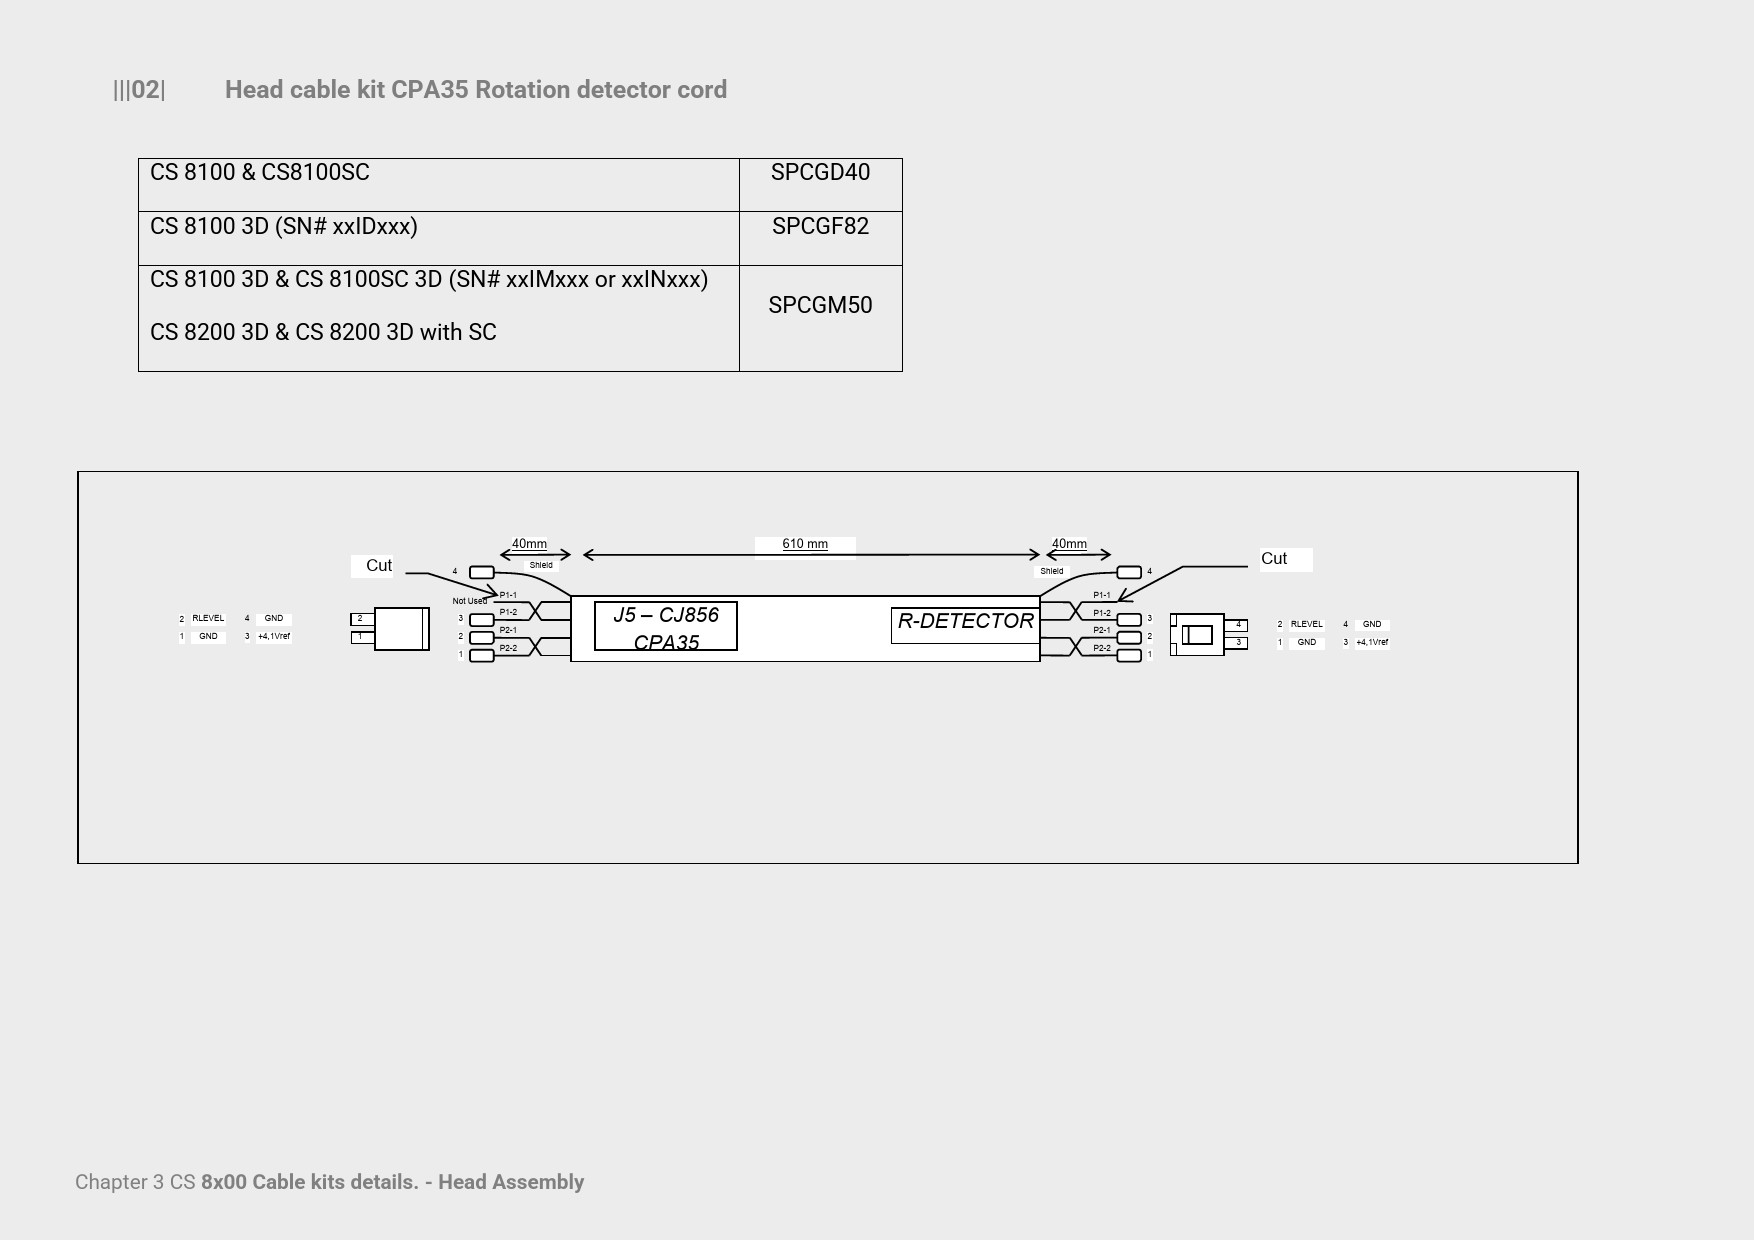 |||02| Head cable kit CPA35 Rotation detector cord
CS 8100 & CS8100SC SPCGD40
CS 8100 3D (SN# xxIDxxx) SPCGF82
CS 8100 3D & CS 8100SC 3D (SN# xxIMxxx or xxINxxx)
SPCGM50
CS 8200 3D & CS 8200 3D with SC
40mm 610 mm 40mm
Cut Shield Shield Cut
4 4
Not Used P1-1 P1-1
3 P1-2 P1-2 3
2 P2-1 P2-1 2
1 P2-2 P2-2 1
J5 – CJ856
CPA35
R-DETECTOR
2 RLEVEL 4 GND 2
1 GND 3 +4,1Vref 1
4 2 RLEVEL 4 GND
3 1 GND 3 +4,1Vref
Chapter 3 CS 8x00 Cable kits details. - Head Assembly